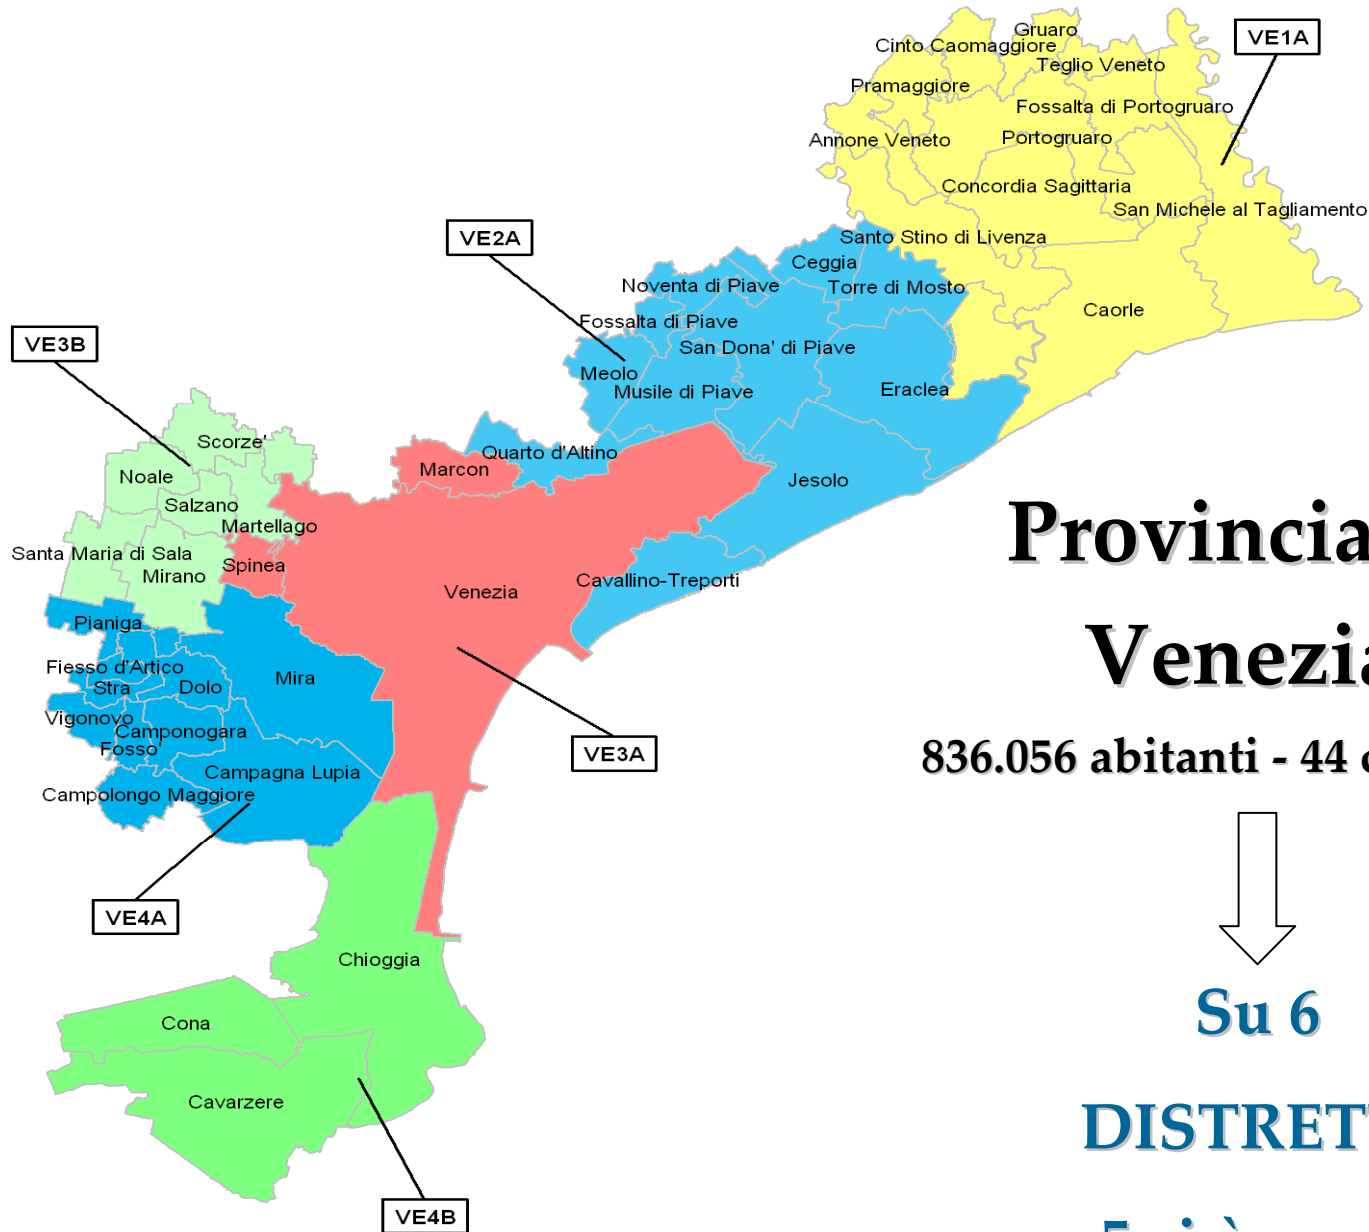 Gruaro
VE1A
Cinto Caomaggiore
Teglio Veneto
Pramaggiore
Fossalta di Portogruaro
Annone Veneto
Portogruaro
Concordia Sagittaria
San Michele al Tagliamento
VE2A
Santo Stino di Livenza
Ceggia
Noventa di Piave
Torre di Mosto
Caorle
Fossalta di Piave
VE3B
San Dona' di Piave
Meolo
Musile di Piave
Eraclea
Scorze'
Quarto d'Altino
Marcon
Noale
Jesolo
Salzano
Martellago
Santa Maria di Sala
Spinea
Mirano
Cavallino-Treporti
Venezia
Pianiga
Fiesso d'Artico
Mira
Stra
Dolo
Vigonovo
Camponogara
Fosso'
VE3A
Campagna Lupia
Campolongo Maggiore
VE4A
Chioggia
Cona
Cavarzere
VE4B
Provincia
Venezia
836.056 abitanti - 44
Su 6
DISTRET